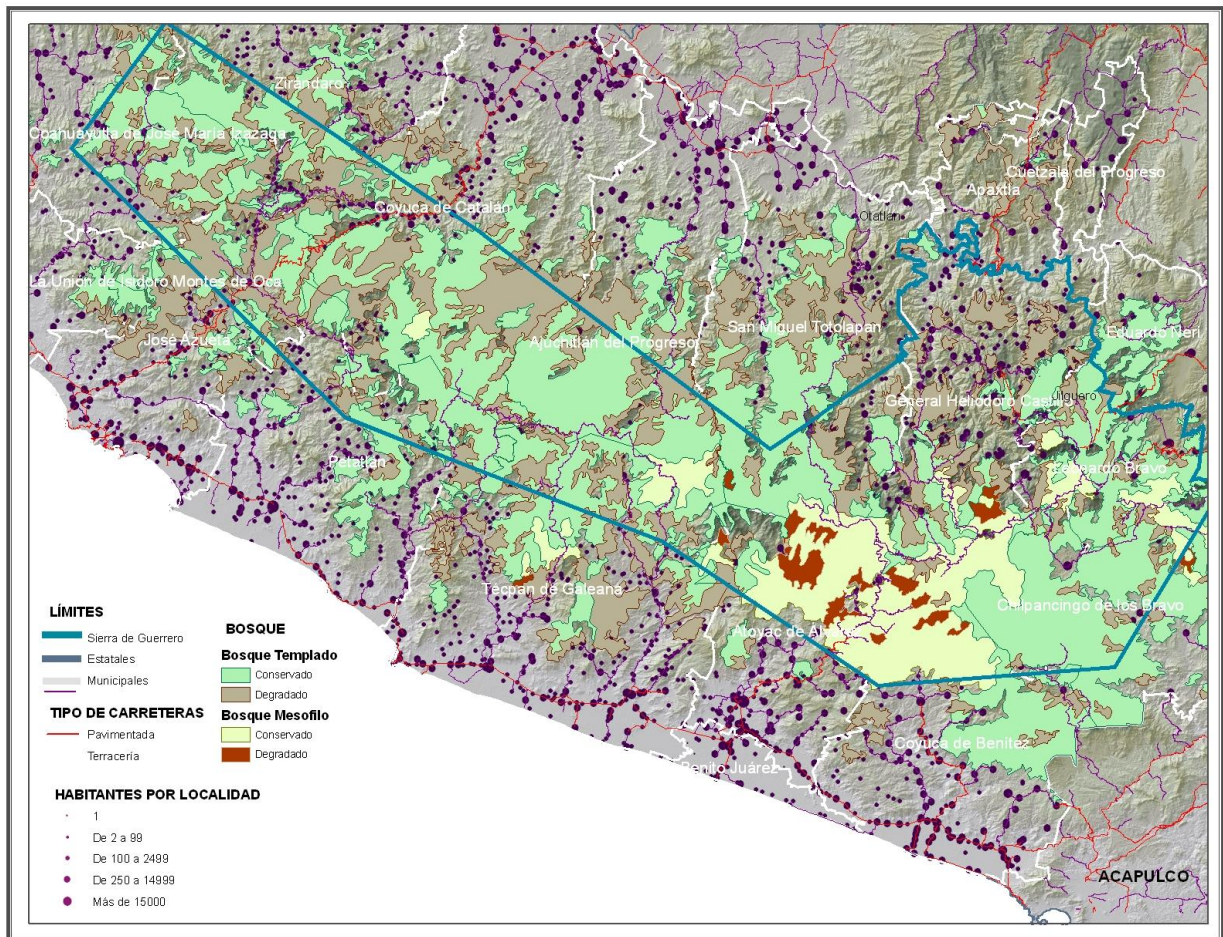 Zirándaro
Coahuayutla de José María Izazaga
Cuetzala del Progreso
Apaxtla
Coyuca de Catalán
Otatlán
La Unión de Isidoro Montes de Oca
San Miguel Totolapan
Eduardo Neri
José Azueta
Ajuchitlán del Progreso
General Heliodoro Castillo
Jilguero
Petatlán
Leonardo Bravo
Tecpan de Galeana
Chilpancingo de los Bravo
Atoyac de Álvarez
Coyuca de Benítez
Benito Juárez
ACAPULCO
LÍMITES
Sierra de Guerrero
Estatales
Municipales
TIPO DE CARRETERAS
Pavimentada
Terracería
BOSQUE
Bosque Templado
Conservado
Degradado
Bosque Mesofilo
Conservado
Degradado
HABITANTES POR LOCALIDAD
1
De 2 a 99
De 100 a 2499
De 250 a 14999
Más de 15000